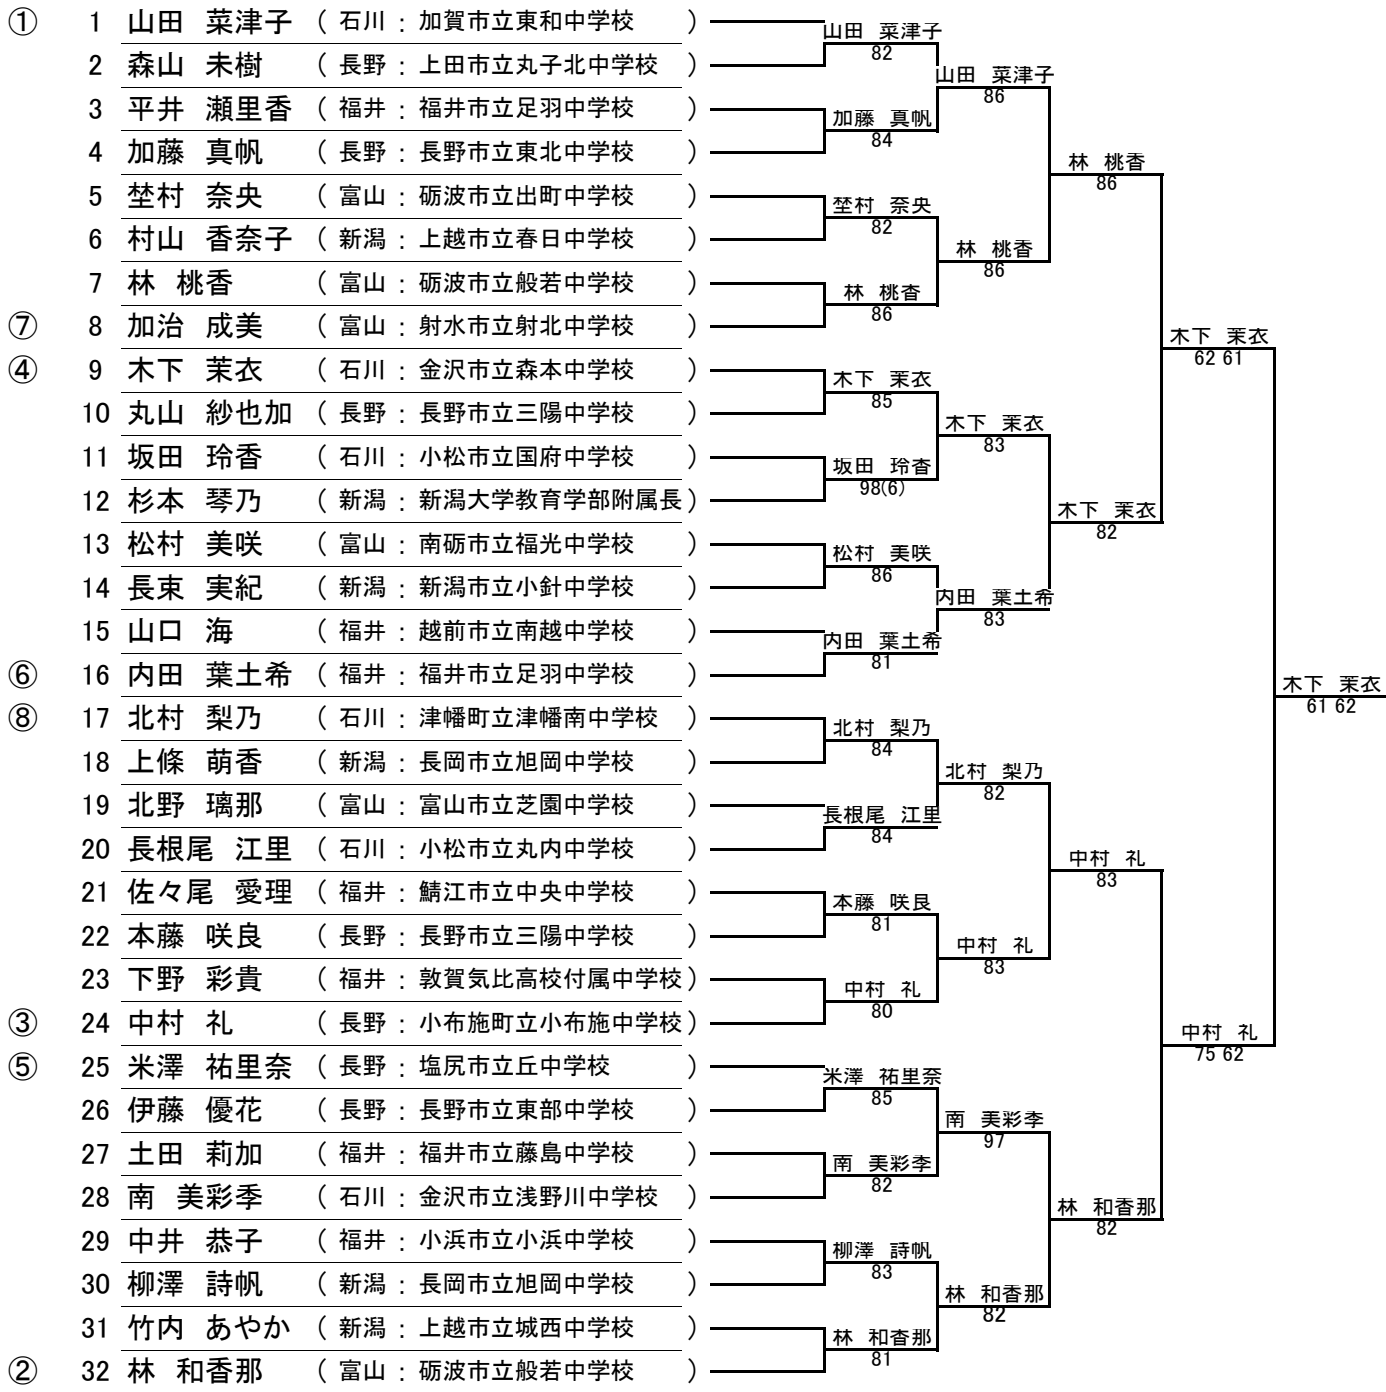 ① 1 山田 菜津子 ( 石川 : 加賀市立東和中学校 )
2 森山 未樹 ( 長野 : 上田市立丸子北中学校 )
3 平井 瀬里香 ( 福井 : 福井市立足羽中学校 )
4 加藤 真帆 ( 長野 : 長野市立東北中学校 )
5 埜村 奈央 ( 富山 : 砺波市立出町中学校 )
6 村山 香奈子 ( 新潟 : 上越市立春日中学校 )
7 林 桃香 ( 富山 : 砺波市立般若中学校 )
⑦ 8 加治 成美 ( 富山 : 射水市立射北中学校 )
④ 9 木下 茉衣 ( 石川 : 金沢市立森本中学校 )
10 丸山 紗也加 ( 長野 : 長野市立三陽中学校 )
11 坂田 玲香 ( 石川 : 小松市立国府中学校 )
12 杉本 琴乃 ( 新潟 : 新潟大学教育学部附属長 )
13 松村 美咲 ( 富山 : 南砺市立福光中学校 )
14 長束 実紀 ( 新潟 : 新潟市立小針中学校 )
15 山口 海 ( 福井 : 越前市立南越中学校 )
⑥ 16 内田 葉土希 ( 福井 : 福井市立足羽中学校 )
⑧ 17 北村 梨乃 ( 石川 : 津幡町立津幡南中学校 )
18 上條 萌香 ( 新潟 : 長岡市立旭岡中学校 )
19 北野 璃那 ( 富山 : 富山市立芝園中学校 )
20 長根尾 江里 ( 石川 : 小松市立丸内中学校 )
21 佐々尾 愛理 ( 福井 : 鯖江市立中央中学校 )
22 本藤 咲良 ( 長野 : 長野市立三陽中学校 )
23 下野 彩貴 ( 福井 : 敦賀気比高校付属中学校 )
③ 24 中村 礼 ( 長野 : 小布施町立小布施中学校 )
⑤ 25 米澤 祐里奈 ( 長野 : 塩尻市立丘中学校 )
26 伊藤 優花 ( 長野 : 長野市立東部中学校 )
27 土田 莉加 ( 福井 : 福井市立藤島中学校 )
28 南 美彩季 ( 石川 : 金沢市立浅野川中学校 )
29 中井 恭子 ( 福井 : 小浜市立小浜中学校 )
30 柳澤 詩帆 ( 新潟 : 長岡市立旭岡中学校 )
31 竹内 あやか ( 新潟 : 上越市立城西中学校 )
② 32 林 和香那 ( 富山 : 砺波市立般若中学校 )
山田 菜津子
82
加藤 真帆
84
埜村 奈央
82
林 桃香
86
木下 茉衣
85
坂田 玲香
98(6)
松村 美咲
86
内田 葉土希
81
北村 梨乃
84
長根尾 江里
84
本藤 咲良
81
中村 礼
80
米澤 祐里奈
85
南 美彩季
82
柳澤 詩帆
83
林 和香那
81
山田 菜津子
86
林 桃香
86
木下 茉衣
83
内田 葉土希
83
北村 梨乃
82
中村 礼
83
南 美彩季
97
林 和香那
82
林 桃香
86
木下 茉衣
82
中村 礼
83
林 和香那
82
木下 茉衣
62 61
中村 礼
75 62
木下 茉衣
61 62